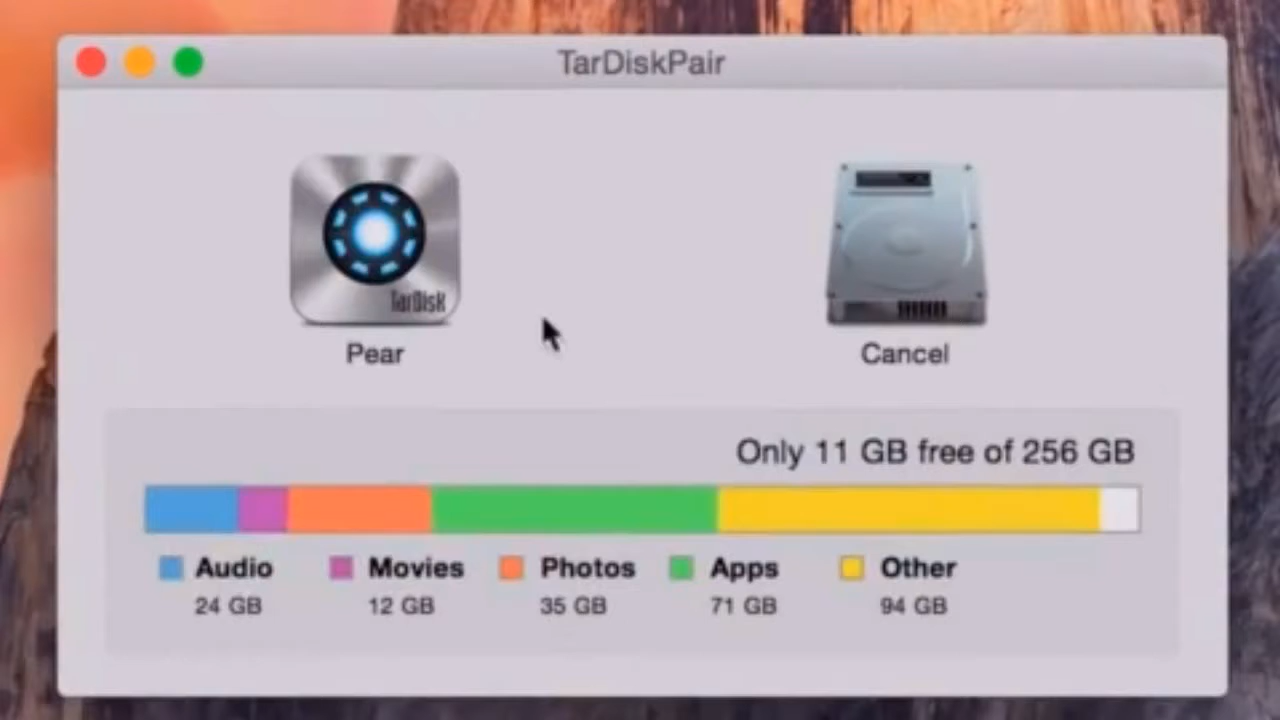 TarDiskPair
TarDisk
Pear
Cancel
Only 11 GB free of 256 GB
Audio Movies Photos Apps Other
24 GB 12 GB 35 GB 71 GB 94 GB